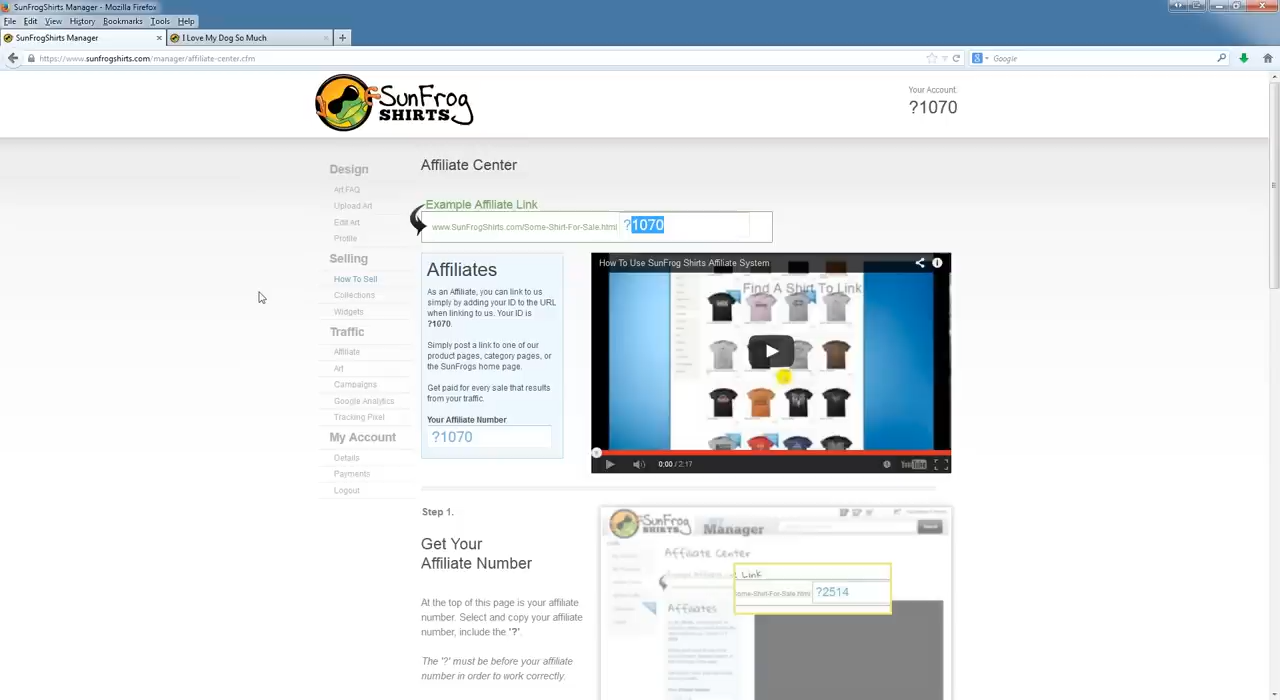 SunFrogShirts Manager - Mozilla Firefox
File Edit View History Bookmarks Tools Help
SunFrogShirts Manager
I Love My Dog So Much
https://www.sunfrogshirts.com/manager/affiliate-center.cfm
Google
SunFrog
SHIRTS
Your Account.
?1070
Design
Art FAQ
Upload Art
Edit Art
Profile
Selling
How To Sell
Collections
Widgets
Traffic
Affiliate
Art
Campaigns
Google Analytics
Tracking Pixel
My Account
Details
Payments
Logout
Affiliate Center
Example Affiliate Link
www.SunFrogShirts.com/Some-Shirt-For-Sale.html ?1070
Affiliates
As an Affiliate, you can link to us
simply by adding your ID to the URL
when linking to us. Your ID is
?1070.
Simply post a link to one of our
product pages, category pages, or
the SunFrogs home page.
Get paid for every sale that results
from your traffic.
Your Affiliate Number
?1070
How To Use SunFrog Shirts Affiliate System
Find A Shirt To Link
0:00 / 2:17
YouTube
Step 1.
Get Your
Affiliate Number
At the top of this page is your affiliate
number. Select and copy your affiliate
number, include the '?'.
The '?' must be before your affiliate
number in order to work correctly.
SunFrog
SHIRTS
Manager
Affiliate Center
Link
ome-Shirt-For-Sale.html ?2514
Affiliates